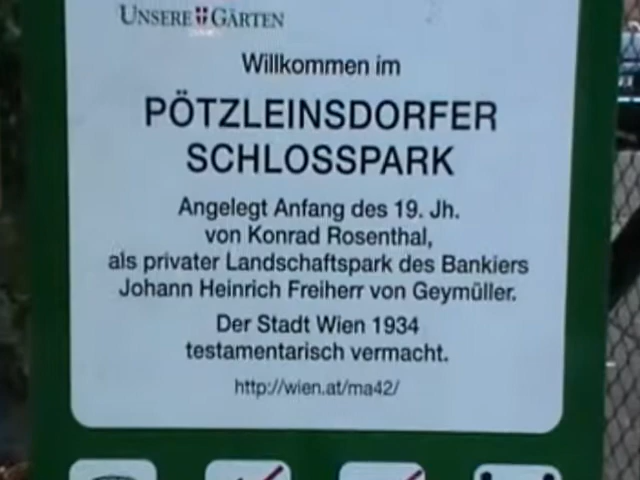 UNSERE GÄRTEN
Willkommen im
PÖTZLEINSDORFER
SCHLOSSPARK
Angelegt Anfang des 19. Jh.
von Konrad Rosenthal,
als privater Landschaftspark des Bankiers
Johann Heinrich Freiherr von Geymüller.
Der Stadt Wien 1934
testamentarisch vermacht.
http://wien.at/ma42/